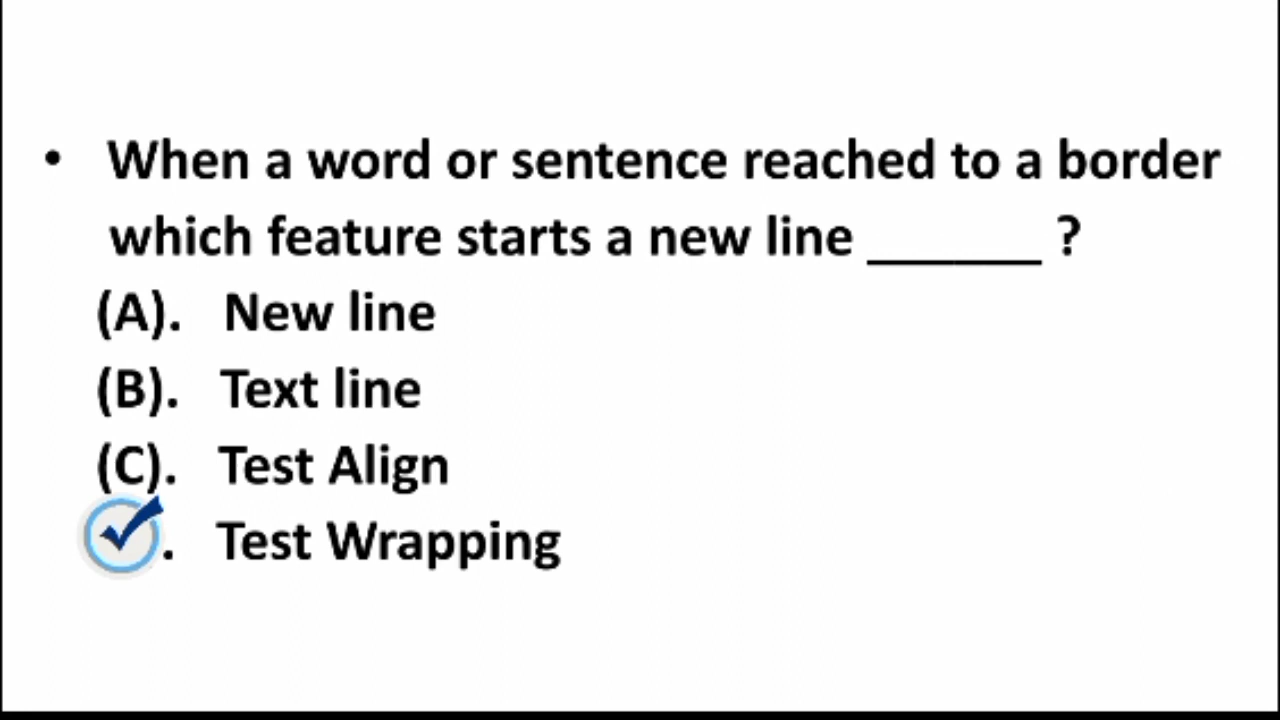 • When a word or sentence reached to a border
which feature starts a new line ______ ?
(A). New line
(B). Text line
(C). Test Align
. Test Wrapping